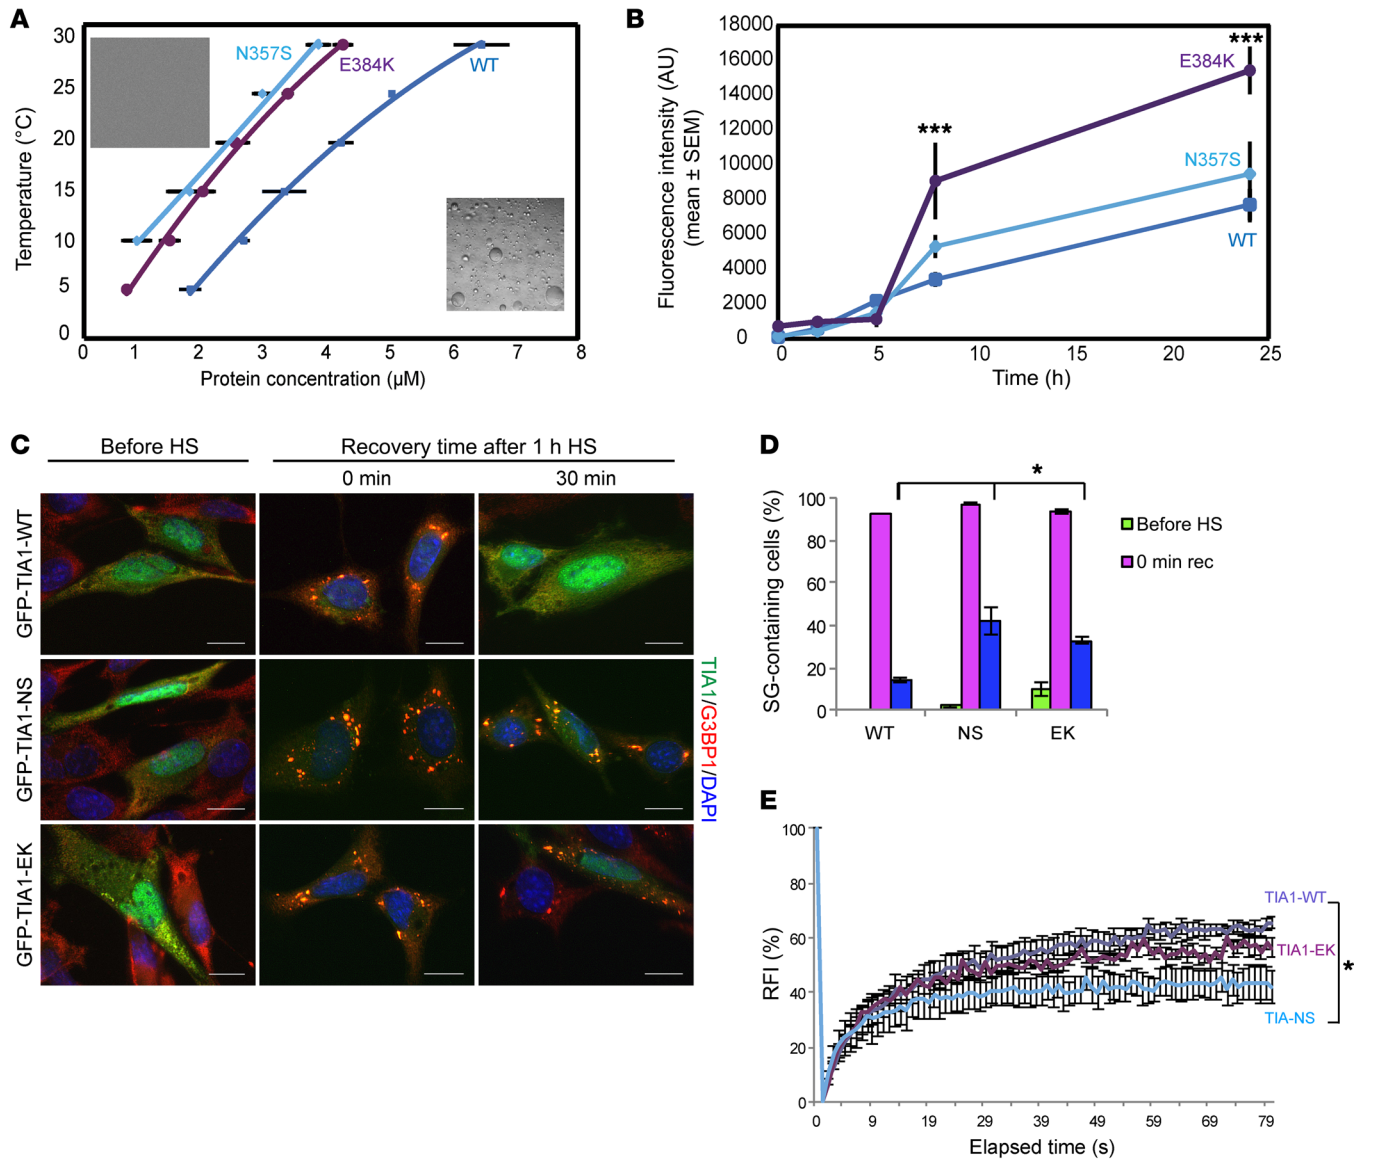 A
30
25
20
15
10
5
0
Temperature (°C)
N357S
E384K
WT
0 1 2 3 4 5 6 7 8
Protein concentration (µM)
B
18000
16000
14000
12000
10000
8000
6000
4000
2000
0
Fluorescence intensity (AU)
(mean ± SEM)
***
***
E384K
N357S
WT
0 5 10 15 20 25
Time (h)
C
Before HS
Recovery time after 1 h HS
0 min
30 min
GFP-TIA1-WT
GFP-TIA1-NS
GFP-TIA1-EK
TIA1/G3BP1/DAPI
D
*
100
80
60
40
20
0
SG-containing cells (%)
WT NS EK
Before HS
0 min rec
E
100
80
60
40
20
0
RFI (%)
TIA1-WT
TIA1-EK
TIA-NS
*
0 9 19 29 39 49 59 69 79
Elapsed time (s)